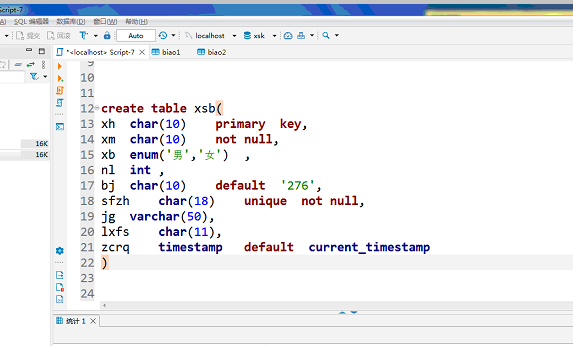 Script-7
A) SQL 编辑器 数据库(D) 窗口(W) 帮助(H)
提交 回滚 T Auto localhost xsk
*<localhost> Script-7 biao1 biao2
9
10
11
12 create table xsb(
13 xh char(10) primary key,
14 xm char(10) not null,
15 xb enum('男','女') ,
16 nl int ,
17 bj char(10) default '276',
18 sfzh char(18) unique not null,
19 jg varchar(50),
20 lxfs char(11),
21 zcrq timestamp default current_timestamp
22 )
23
24
16K
16K
统计 1